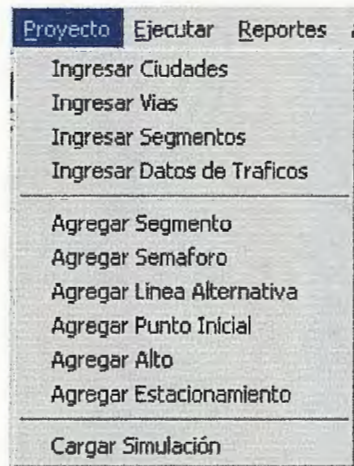 Proyecto Ejecutar Reportes
Ingresar Ciudades
Ingresar Vias
Ingresar Segmentos
Ingresar Datos de Traficos
Agregar Segmento
Agregar Semaforo
Agregar Linea Alternativa
Agregar Punto Inicial
Agregar Alto
Agregar Estacionamiento
Cargar Simulación